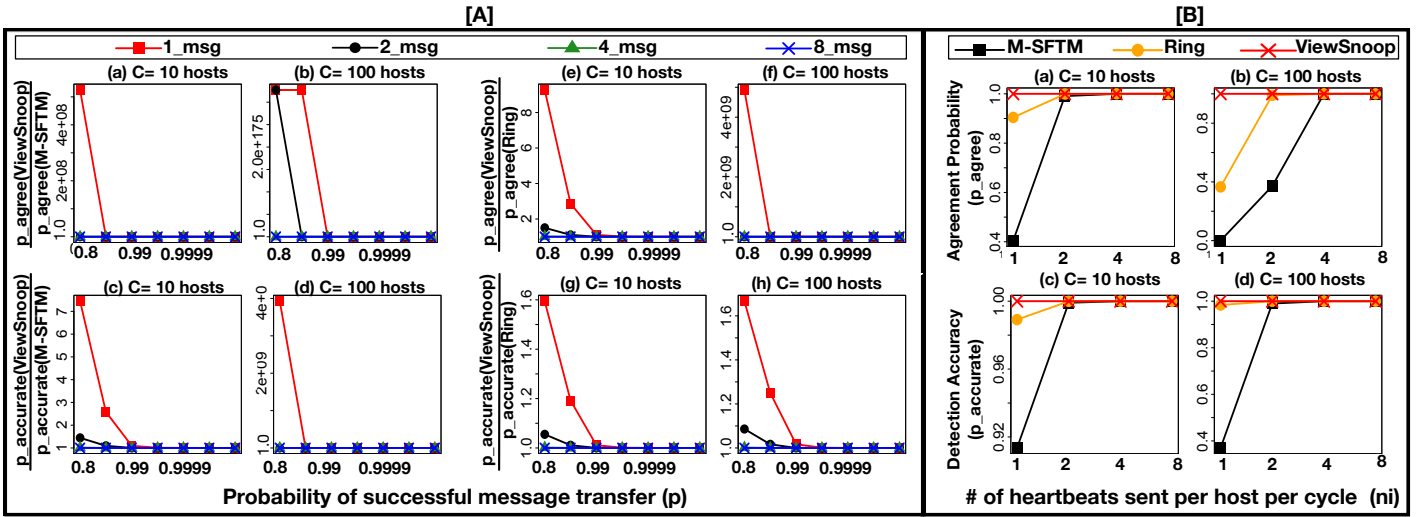 [A]
1_msg 2_msg 4_msg 8_msg
(a) C= 10 hosts (b) C= 100 hosts (e) C= 10 hosts (f) C= 100 hosts
p_agree(ViewSnoop)
p_agree(M-SFTM)
1.0 2e+08 4e+08
0.8 0.99 0.9999
1.0 2.0e+175
0.8 0.99 0.9999
p_agree(ViewSnoop)
p_agree(Ring)
2 4 6 8
0.8 0.99 0.9999
1.0 2e+09 4e+09
0.8 0.99 0.9999
(c) C= 10 hosts (d) C= 100 hosts (g) C= 10 hosts (h) C= 100 hosts
p_accurate(ViewSnoop)
p_accurate(M-SFTM)
1 2 3 4 5 6 7
0.8 0.99 0.9999
1.0 2e+09 4e+0
0.8 0.99 0.9999
p_accurate(ViewSnoop)
p_accurate(Ring)
1.0 1.2 1.4 1.6
0.8 0.99 0.9999
1.0 1.2 1.4 1.6
0.8 0.99 0.9999
Probability of successful message transfer (p)
[B]
M-SFTM Ring ViewSnoop
(a) C= 10 hosts (b) C= 100 hosts
Agreement Probability
(p_agree)
0.4 0.6 0.8 1.0
1 2 4 8
0.0 0.4 0.8
1 2 4 8
(c) C= 10 hosts (d) C= 100 hosts
Detection Accuracy
(p_accurate)
0.92 0.96 1.00
1 2 4 8
0.4 0.6 0.8 1.0
1 2 4 8
# of heartbeats sent per host per cycle (ni)